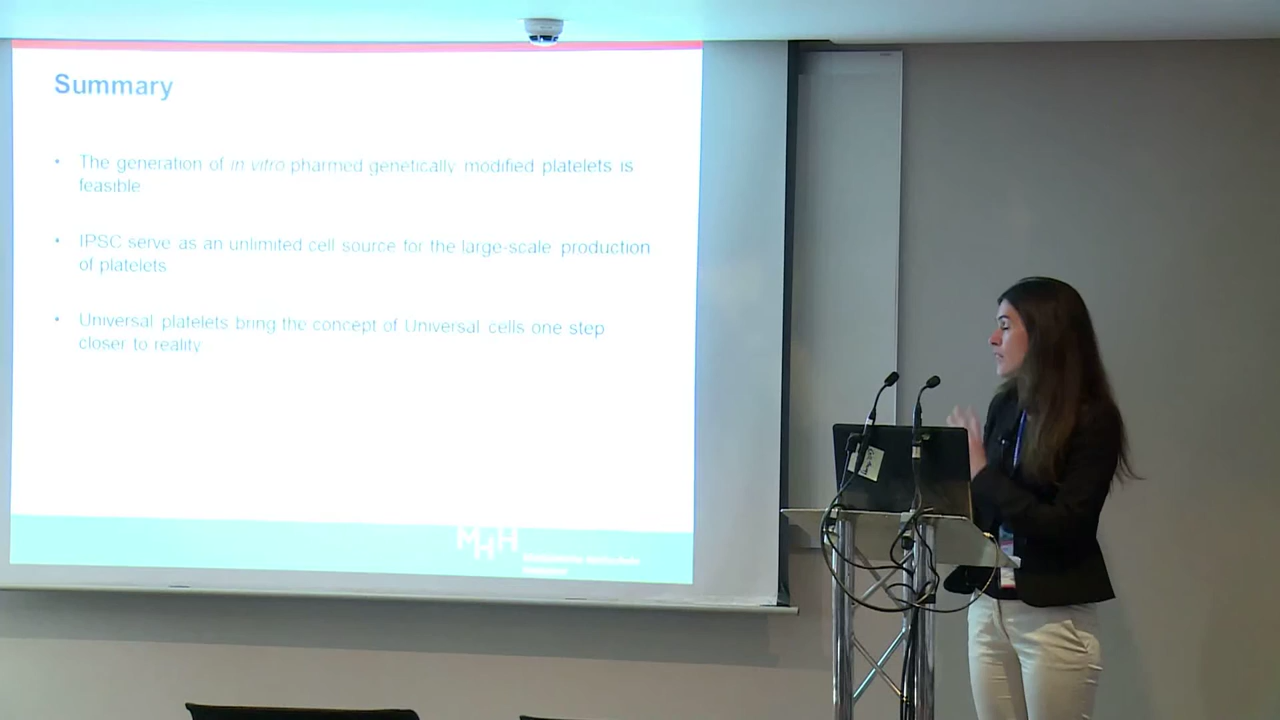 Summary
• The generation of in vitro pharmed genetically modified platelets is
feasible
• IPSC serve as an unlimited cell source for the large-scale production
of platelets
• Universal platelets bring the concept of Universal cells one step
closer to reality
MHH